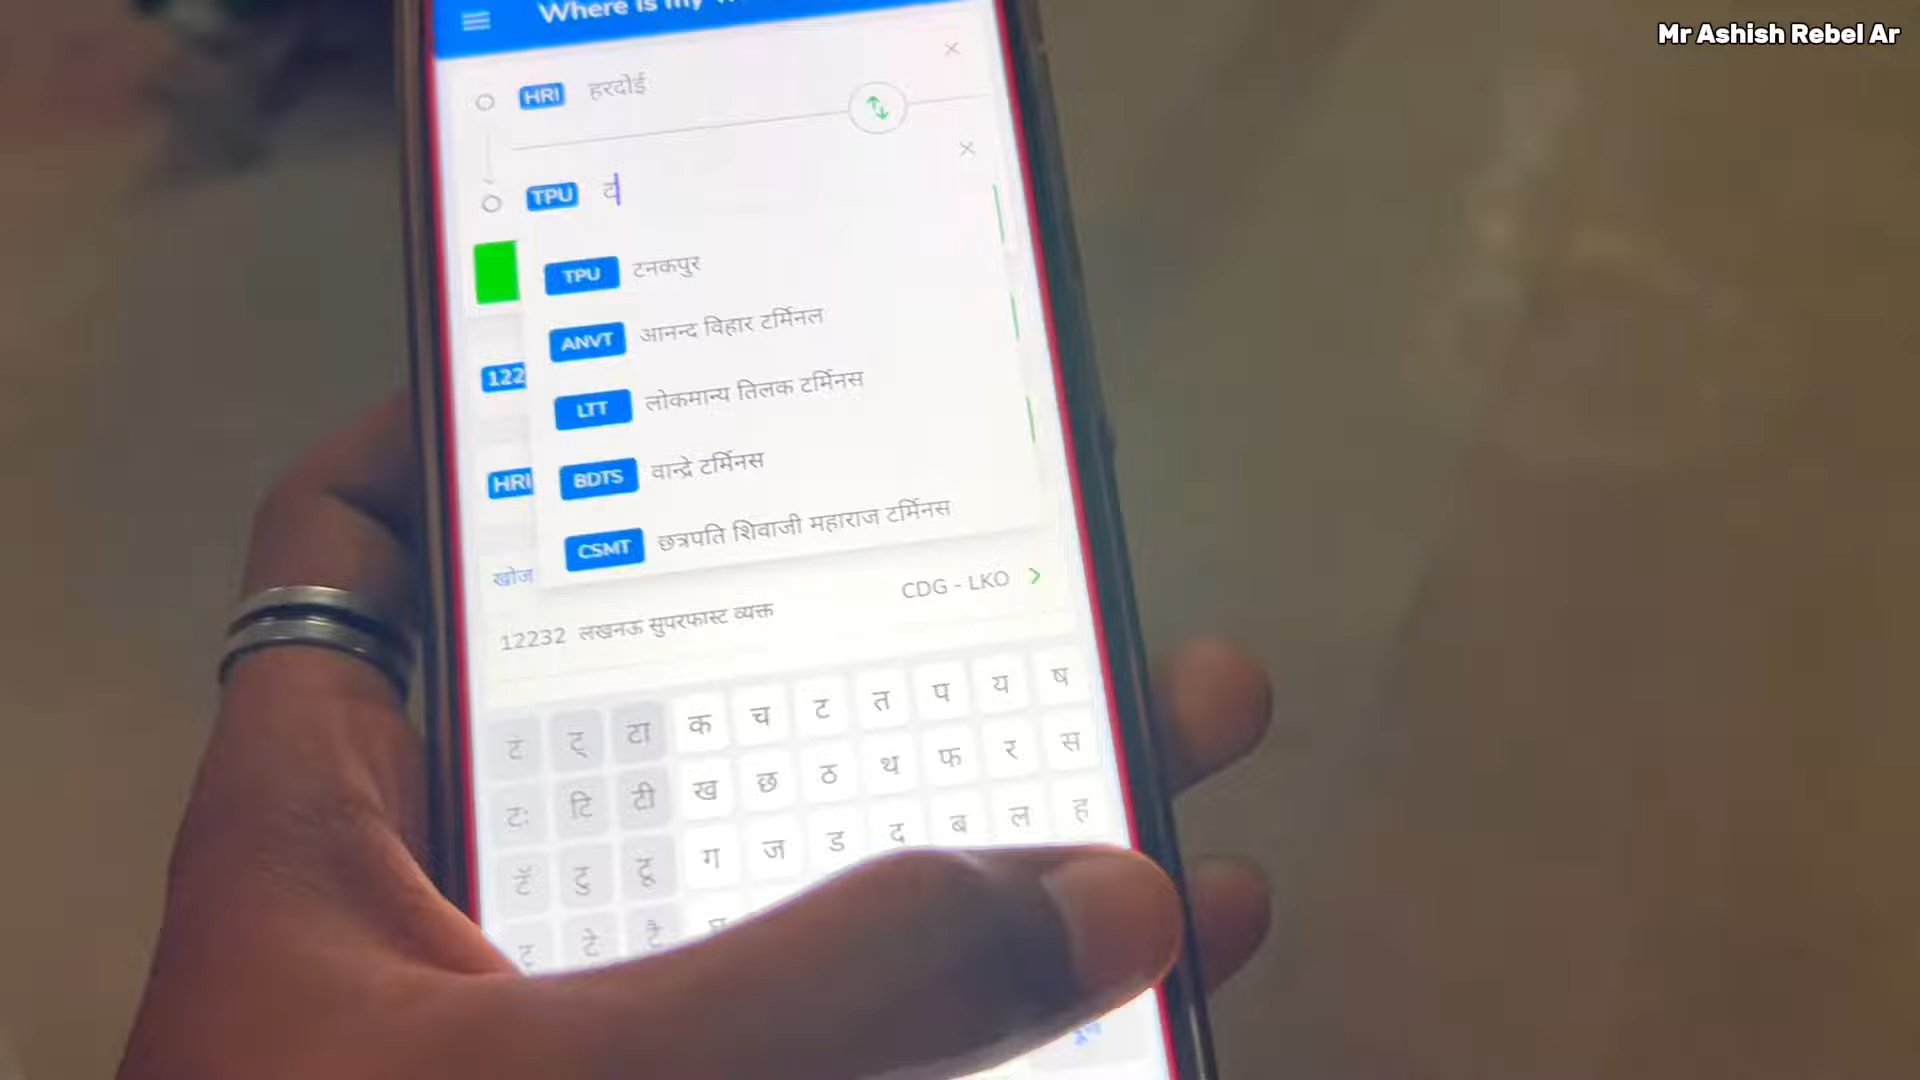 Mr Ashish Rebel Ar
Where is my
HRI हरदोई
TPU ट
TPU टनकपुर
ANVT आनन्द विहार टर्मिनल
122
LTT लोकमान्य तिलक टर्मिनस
HRI
BDTS वान्द्रे टर्मिनस
CSMT छत्रपति शिवाजी महाराज टर्मिनस
खोज
CDG - LKO
12232 लखनऊ सुपरफास्ट व्यक्त
टं ट् टा क च ट त प य ष
टः टि टी ख छ ठ थ फ र स
टँ टु टू ग ज ड द ब ल ह
टृ टे टै